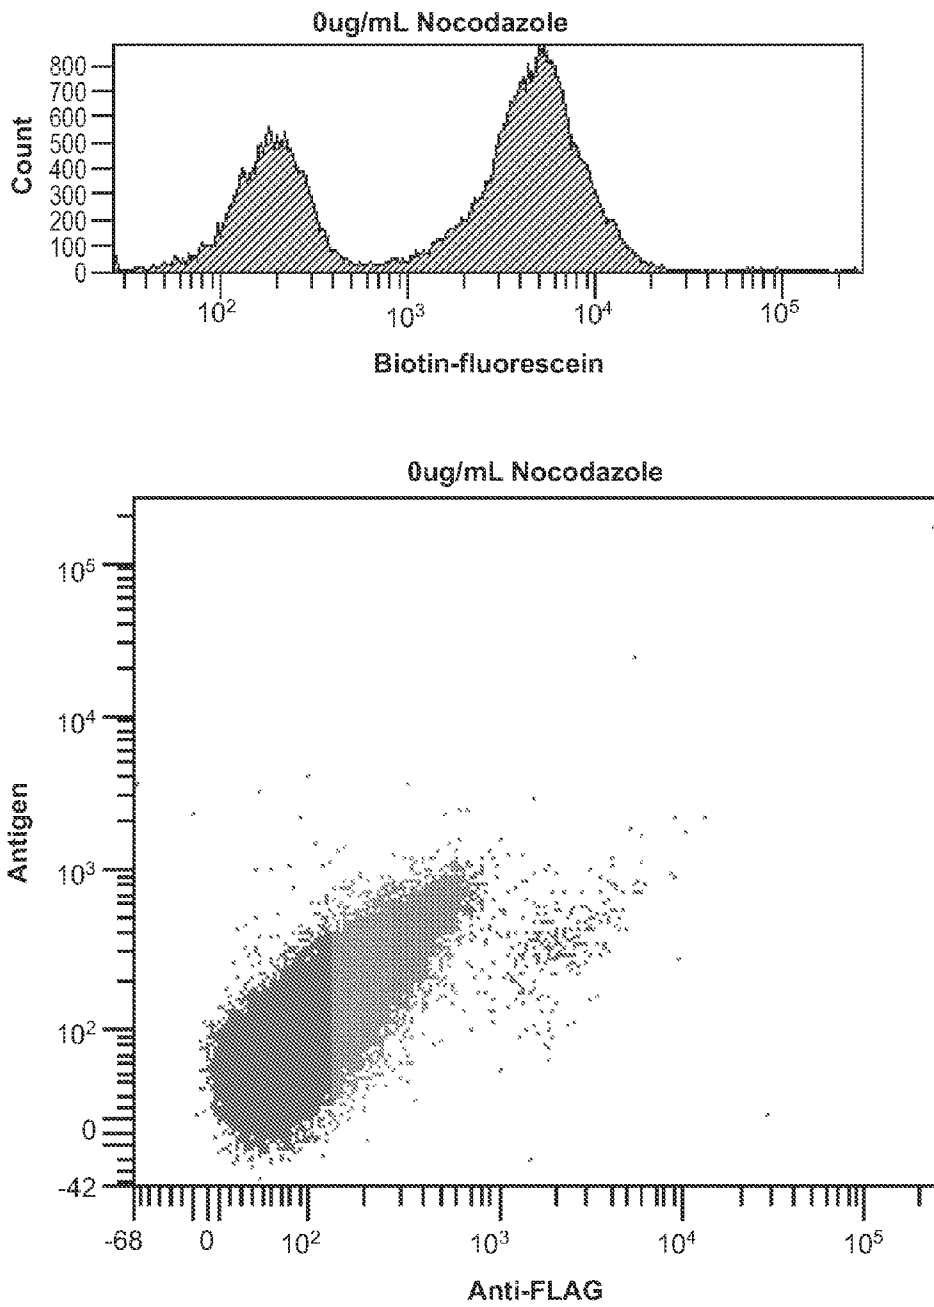 0ug/mL Nocodazole
Count
800
700
600
500
400
300
200
100
0
10² 10³ 10⁴ 10⁵
Biotin-fluorescein
0ug/mL Nocodazole
Antigen
10⁵
10⁴
10³
10²
0
-42
-68 0 10² 10³ 10⁴ 10⁵
Anti-FLAG